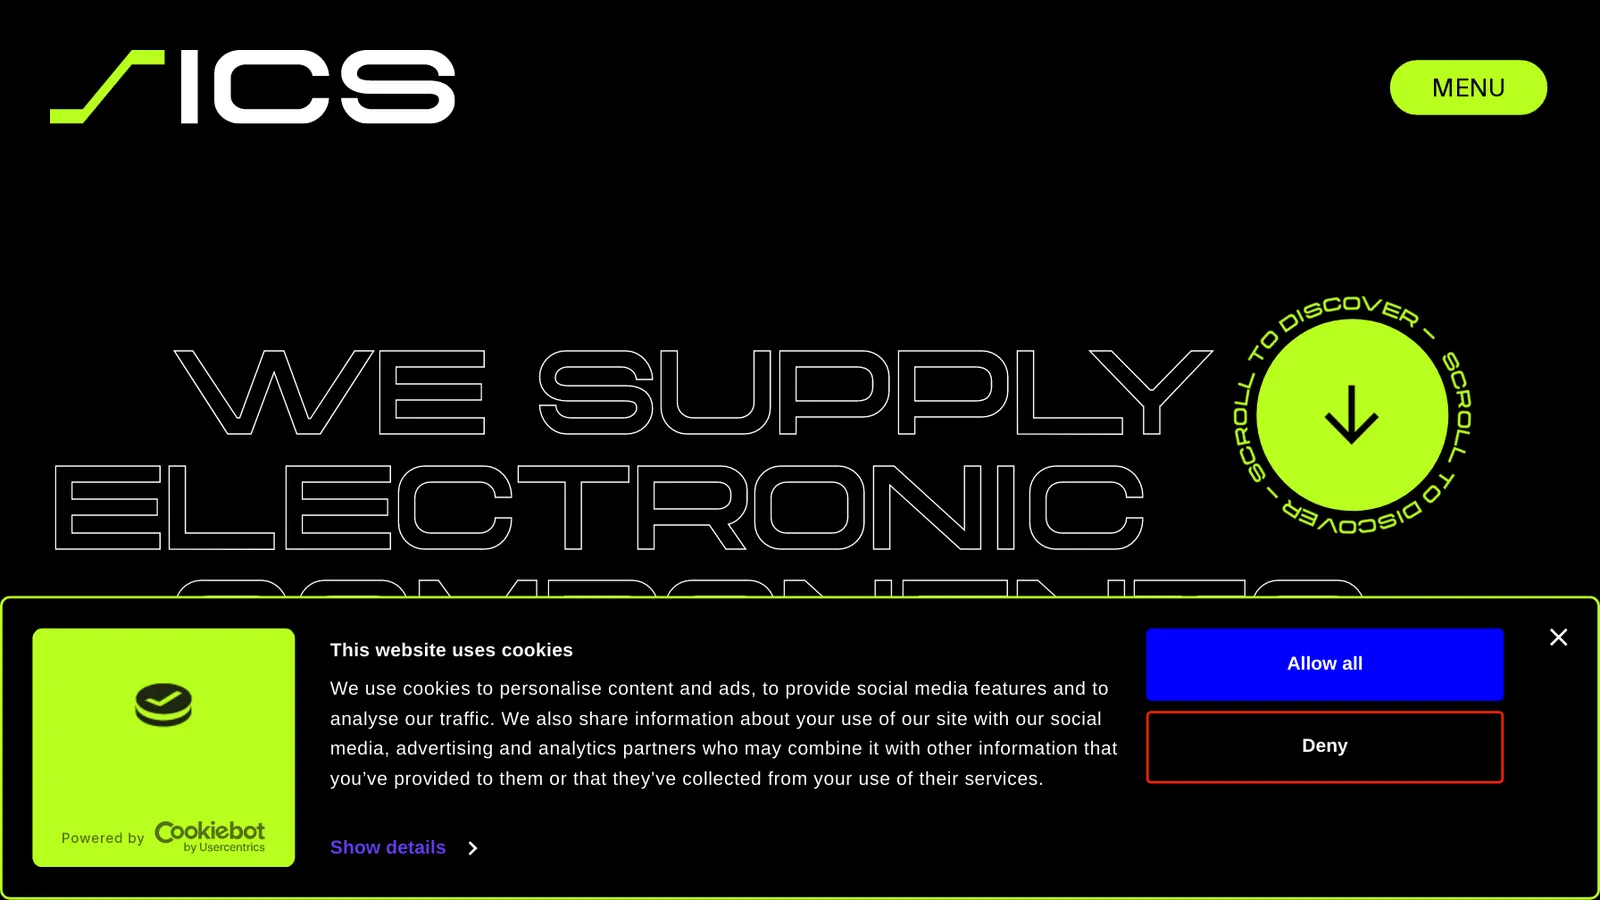 ICS
MENU
WE SUPPLY
ELECTRONIC
COMPONENTS
SCROLL TO DISCOVER – SCROLL TO DISCOVER –
This website uses cookies
We use cookies to personalise content and ads, to provide social media features and to
analyse our traffic. We also share information about your use of our site with our social
media, advertising and analytics partners who may combine it with other information that
you’ve provided to them or that they’ve collected from your use of their services.
Show details
Allow all
Deny
Powered by Cookiebot
by Usercentrics